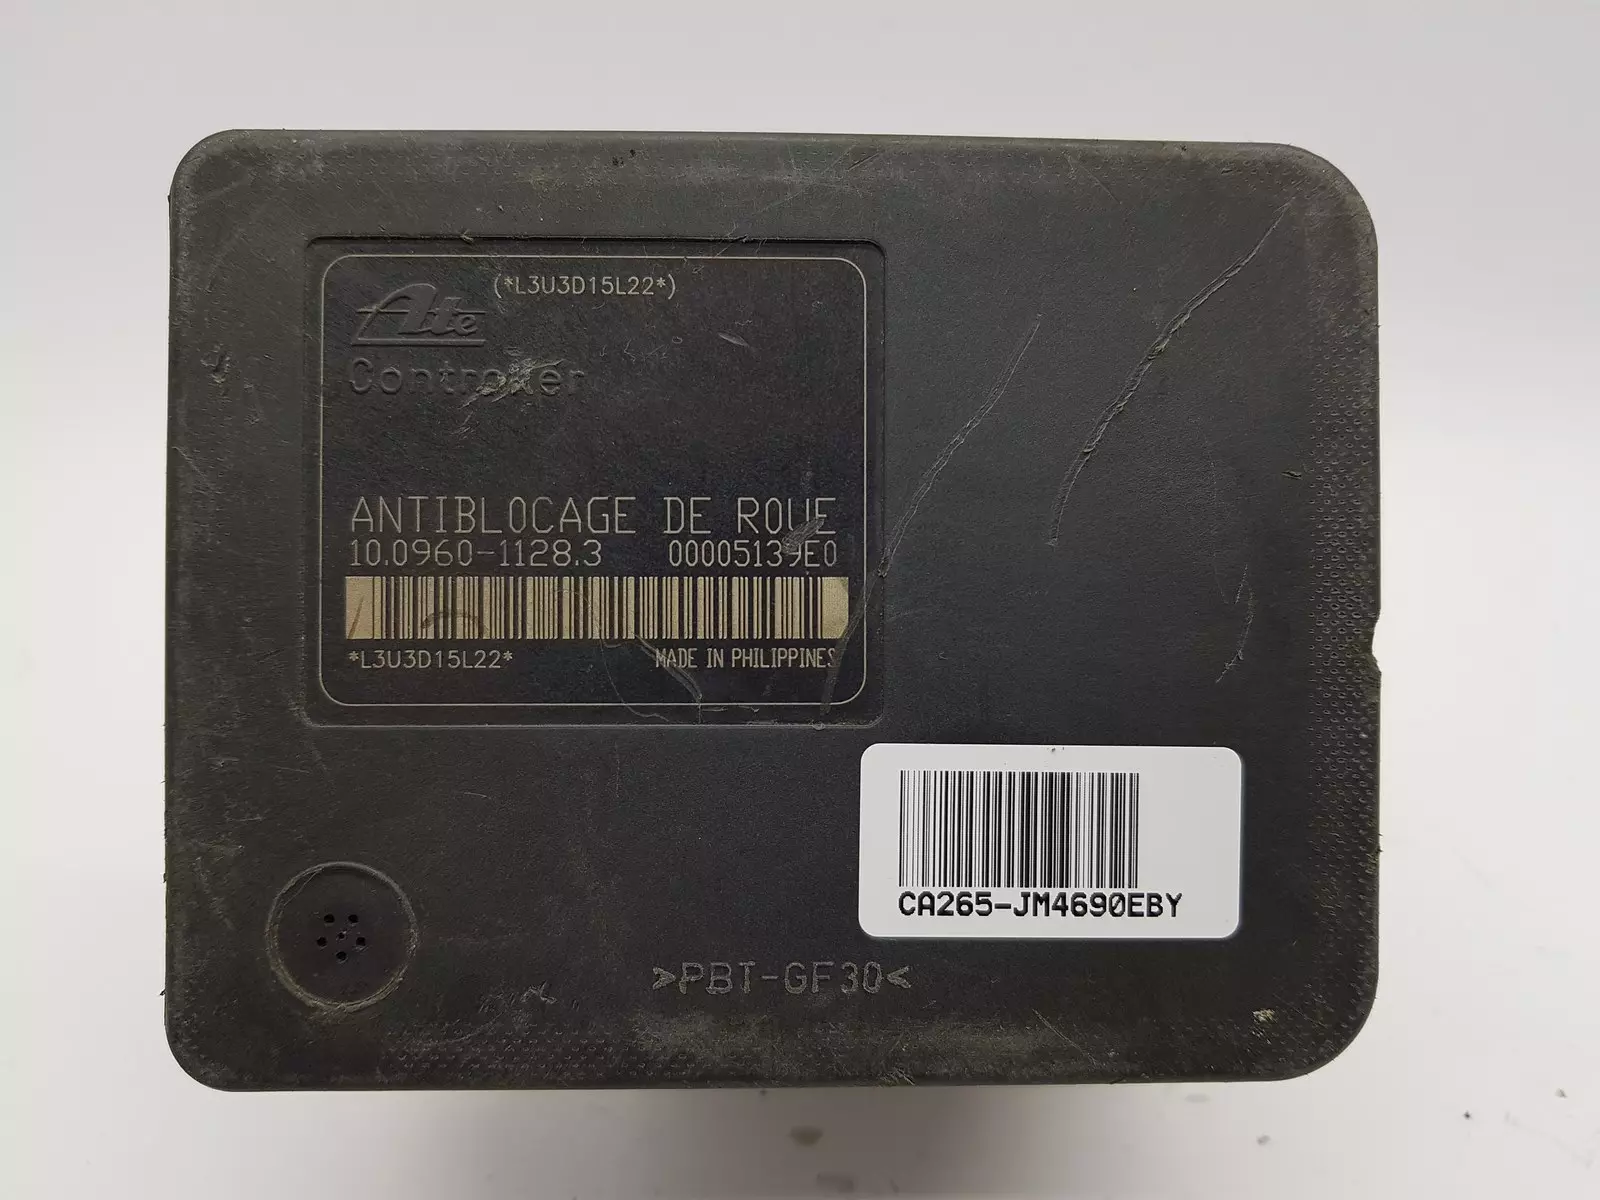 (*L3U3D15L22*)
Ate
Controller
ANTIBLOCAGE DE ROUE
10.0960-1128.3 00005139E0
*L3U3D15L22* MADE IN PHILIPPINES
CA265-JM4690EBY
>PBT-GF30<